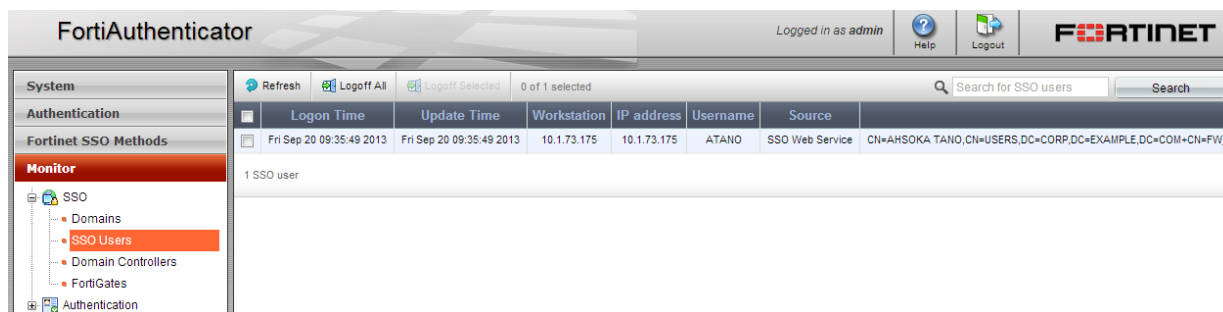 FortiAuthenticator
Logged in as admin
Help
Logout
FORTINET
System
Authentication
Fortinet SSO Methods
Monitor
SSO
Domains
SSO Users
Domain Controllers
FortiGates
Authentication
Refresh Logoff All Logoff Selected 0 of 1 selected Search for SSO users Search
Logon Time Update Time Workstation IP address Username Source
Fri Sep 20 09:35:49 2013 Fri Sep 20 09:35:49 2013 10.1.73.175 10.1.73.175 ATANO SSO Web Service CN=AHSOKA TANO,CN=USERS,DC=CORP,DC=EXAMPLE,DC=COM+CN=FW_
1 SSO user